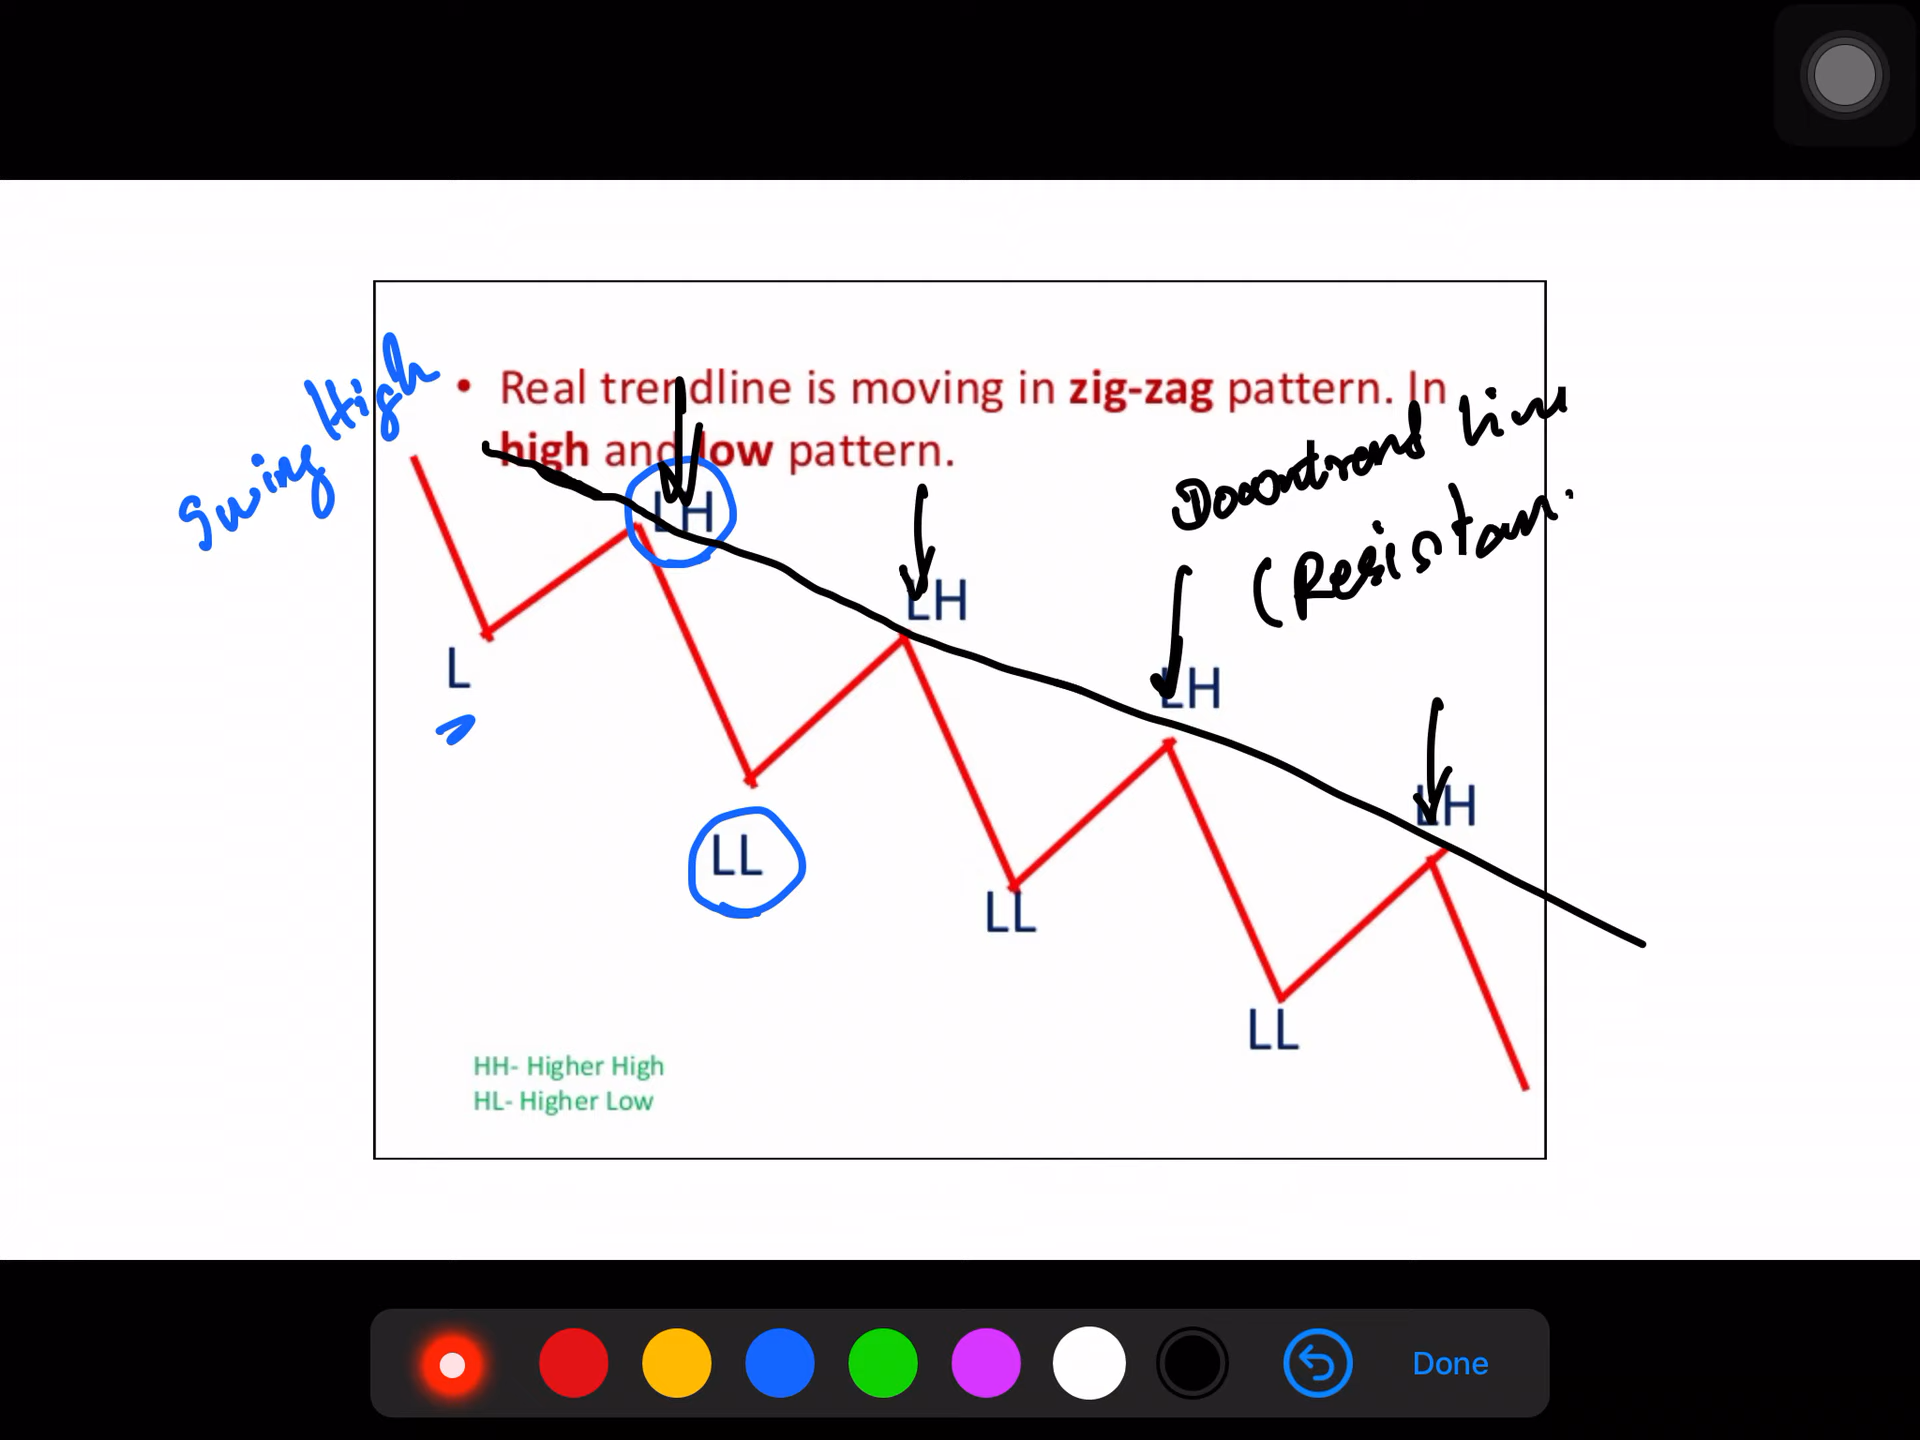 • Real trendline is moving in zig-zag pattern. In
high and low pattern.
Swing High
Downtrend line
(Resistan.
LH
LH
L
LH
LH
LL
LL
LL
HH- Higher High
HL- Higher Low
Done